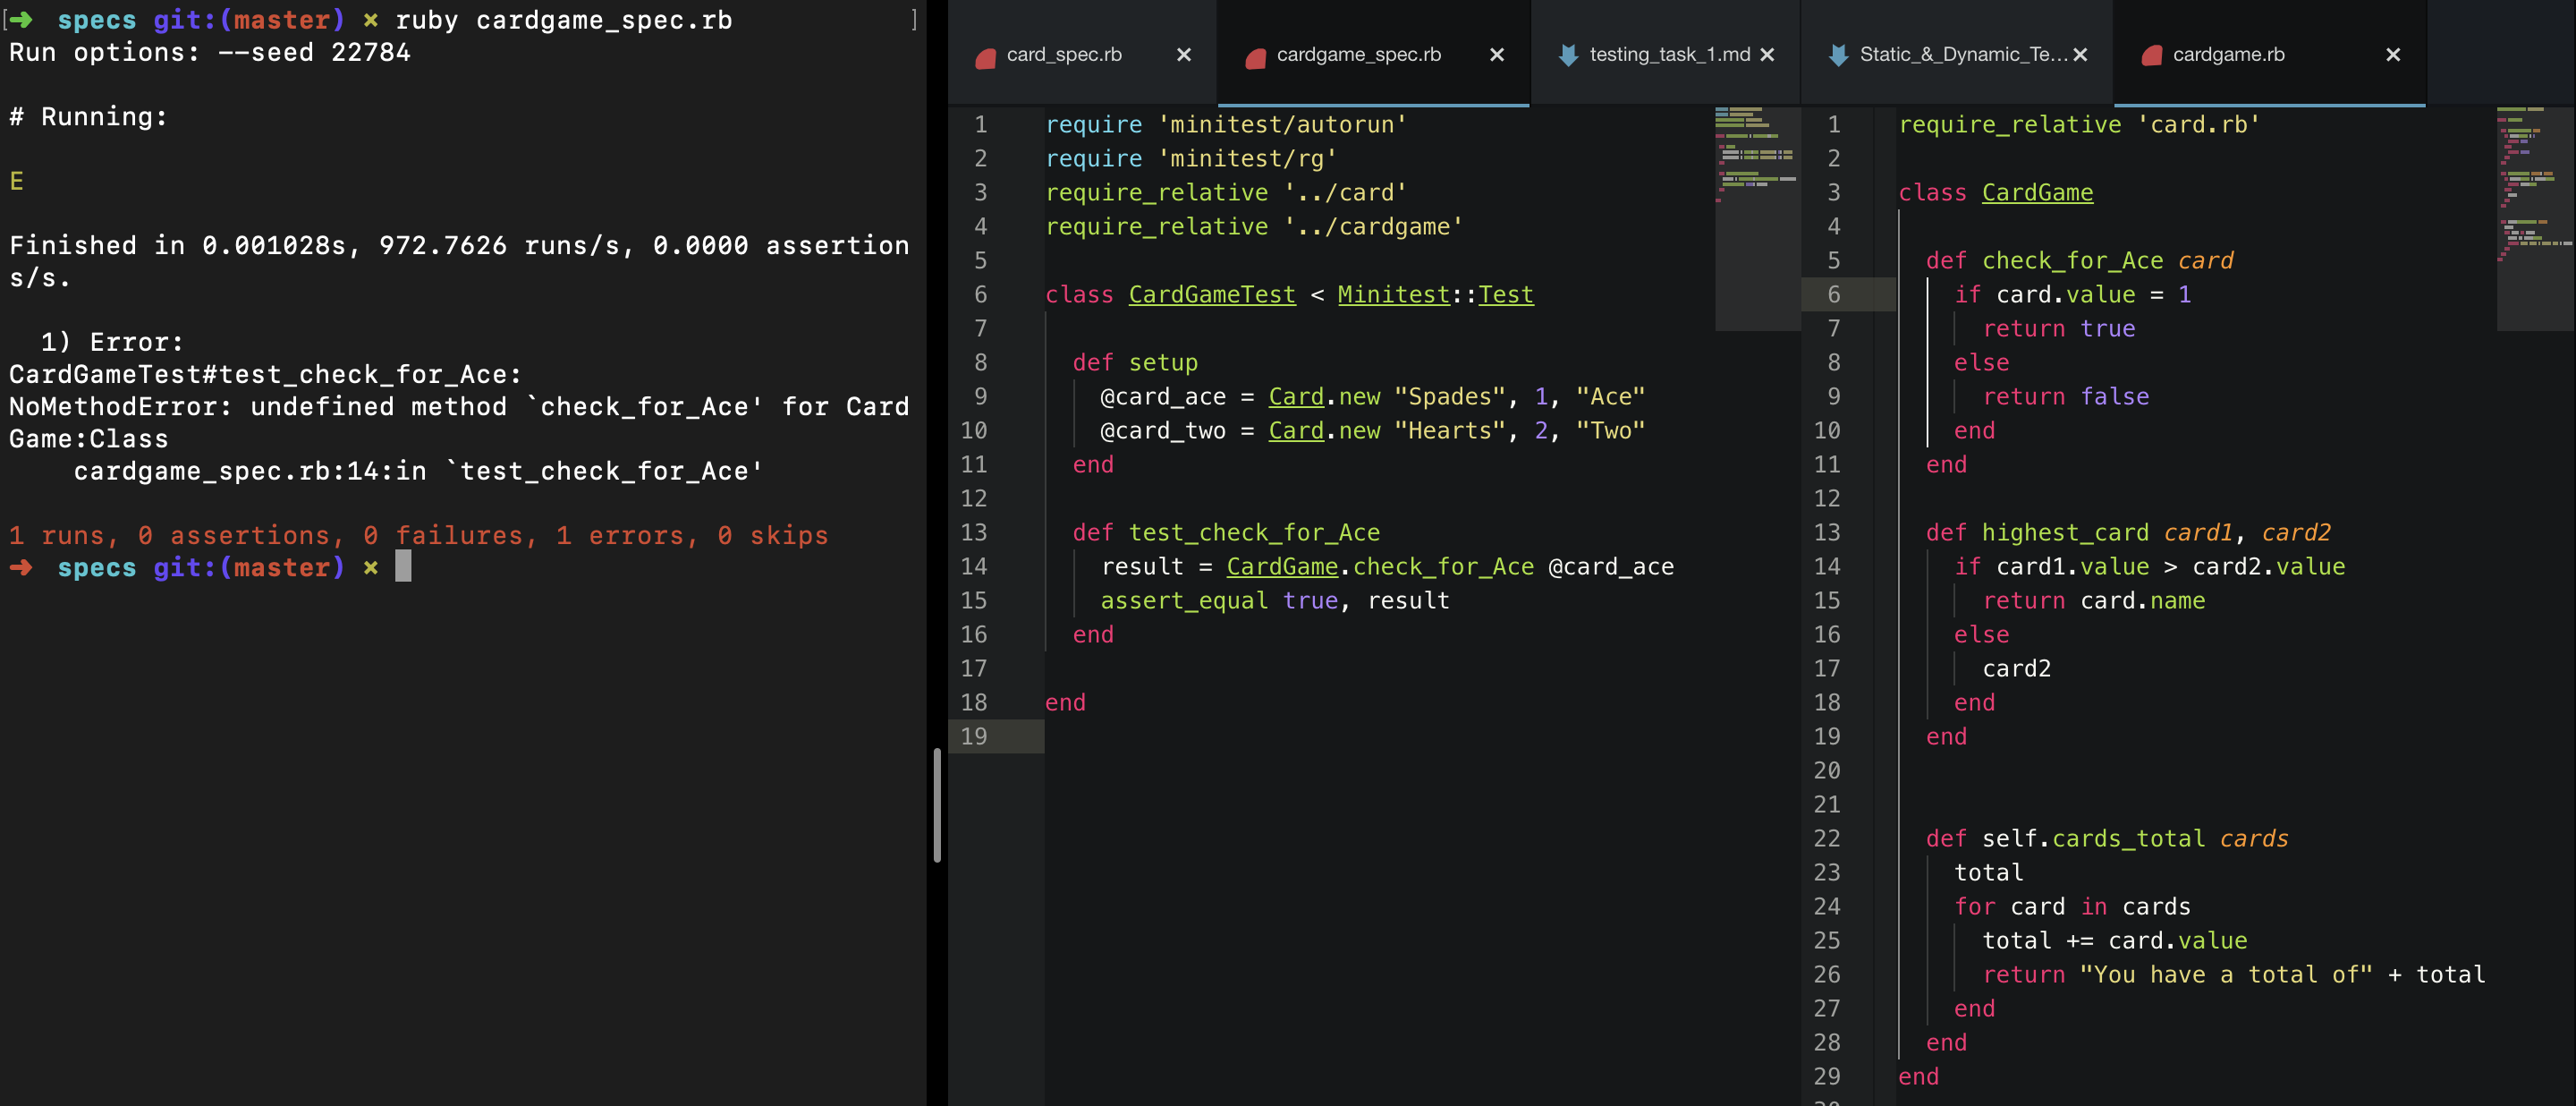 [➜  specs git:(master) × ruby cardgame_spec.rb ]
Run options: --seed 22784
# Running:
E
Finished in 0.001028s, 972.7626 runs/s, 0.0000 assertion
s/s.
1) Error:
CardGameTest#test_check_for_Ace:
NoMethodError: undefined method `check_for_Ace' for Card
Game:Class
cardgame_spec.rb:14:in `test_check_for_Ace'
1 runs, 0 assertions, 0 failures, 1 errors, 0 skips
➜  specs git:(master) ×
card_spec.rb ×
cardgame_spec.rb ×
testing_task_1.md ×
1 require 'minitest/autorun'
2 require 'minitest/rg'
3 require_relative '../card'
4 require_relative '../cardgame'
5
6 class CardGameTest < Minitest::Test
7
8 def setup
9 @card_ace = Card.new "Spades", 1, "Ace"
10 @card_two = Card.new "Hearts", 2, "Two"
11 end
12
13 def test_check_for_Ace
14 result = CardGame.check_for_Ace @card_ace
15 assert_equal true, result
16 end
17
18 end
19
Static_&_Dynamic_Te... ×
cardgame.rb ×
1 require_relative 'card.rb'
2
3 class CardGame
4
5 def check_for_Ace card
6 if card.value = 1
7 return true
8 else
9 return false
10 end
11 end
12
13 def highest_card card1, card2
14 if card1.value > card2.value
15 return card.name
16 else
17 card2
18 end
19 end
20
21
22 def self.cards_total cards
23 total
24 for card in cards
25 total += card.value
26 return "You have a total of" + total
27 end
28 end
29 end